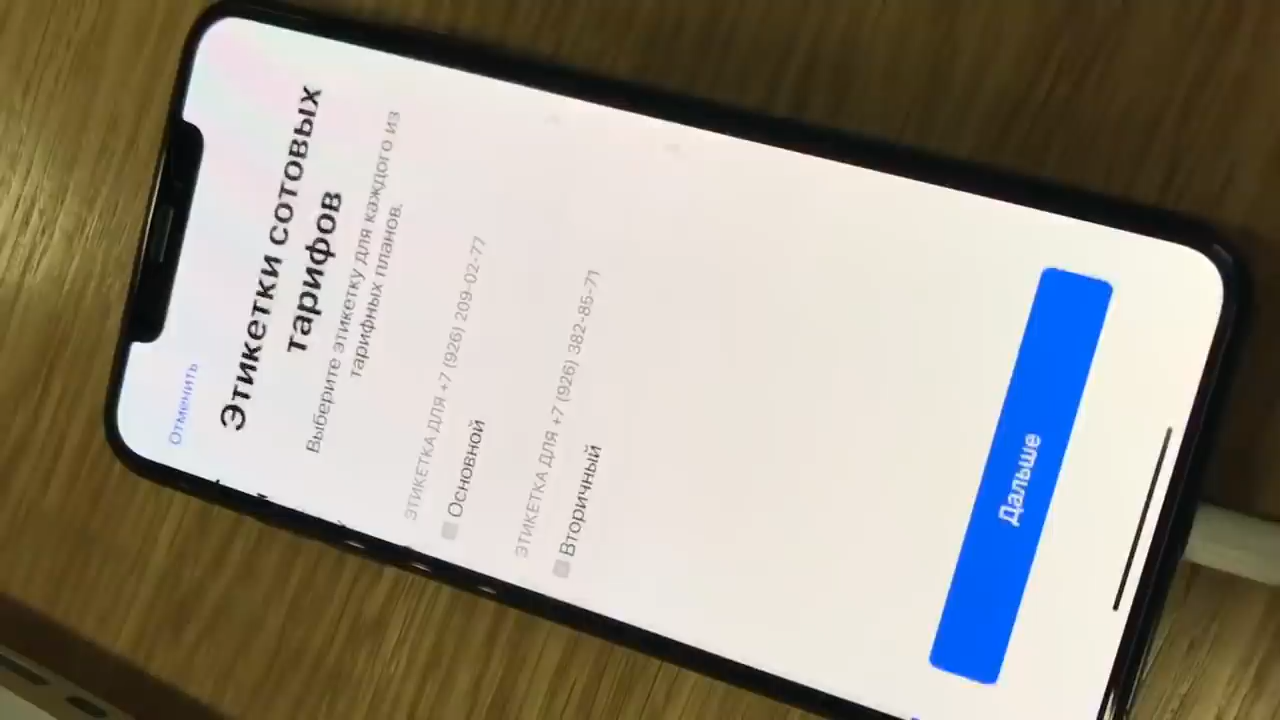 Отменить
Этикетки сотовых
тарифов
Выберите этикетку для каждого из
тарифных планов.
ЭТИКЕТКА ДЛЯ +7 (926) 209-02-77
Основной
ЭТИКЕТКА ДЛЯ +7 (926) 382-85-71
Вторичный
Дальше